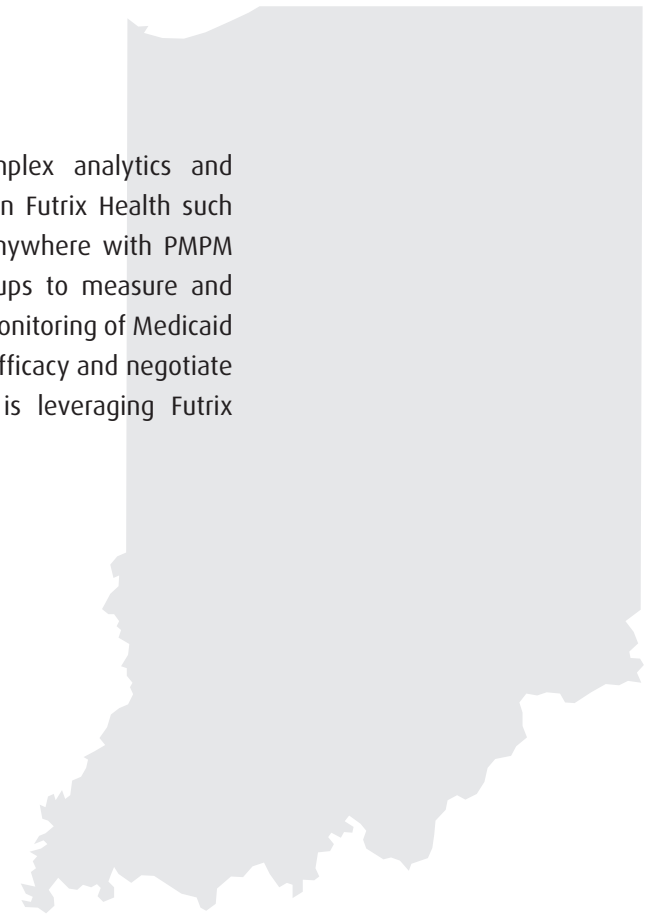 nplex analytics and
n Futrix Health such
nywhere with PMPM
ups to measure and
onitoring of Medicaid
fficacy and negotiate
is leveraging Futrix